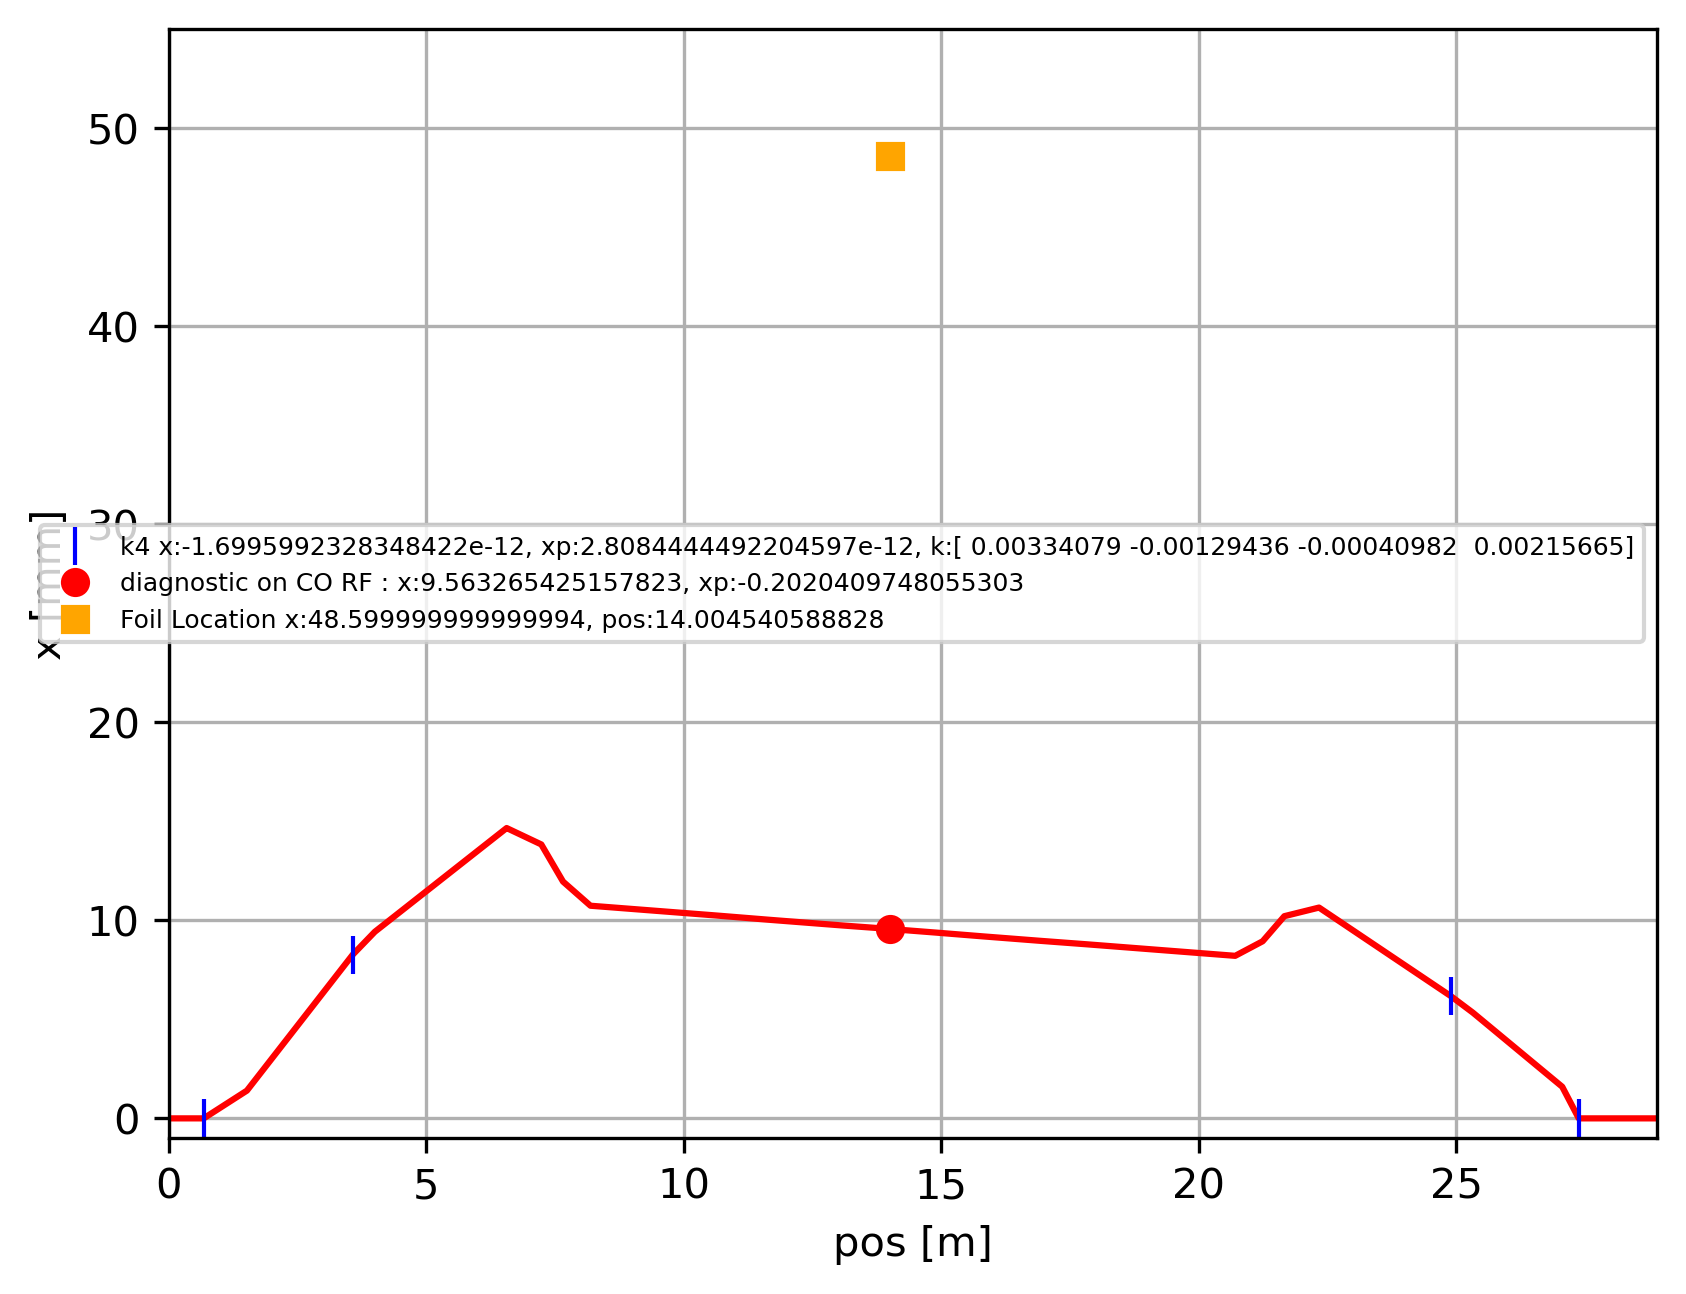 50
40
30
20
10
0
x [mm]
k4 x:-1.6995992328348422e-12, xp:2.8084444492204597e-12, k:[ 0.00334079 -0.00129436 -0.00040982  0.00215665]
diagnostic on CO RF : x:9.563265425157823, xp:-0.2020409748055303
Foil Location x:48.599999999999994, pos:14.004540588828
0 5 10 15 20 25
pos [m]